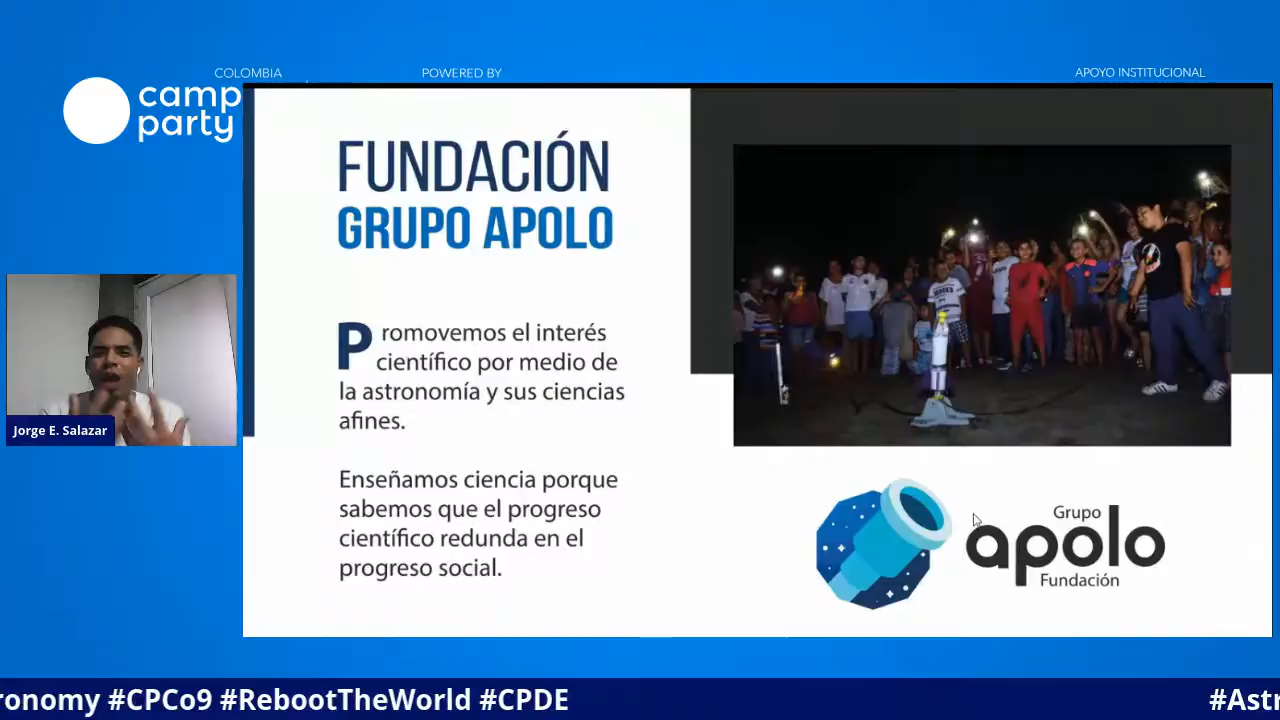 COLOMBIA
POWERED BY
APOYO INSTITUCIONAL
camp
party
FUNDACIÓN
GRUPO APOLO
Promovemos el interés
científico por medio de
la astronomía y sus ciencias
afines.
Enseñamos ciencia porque
sabemos que el progreso
científico redunda en el
progreso social.
Grupo
apolo
Fundación
Jorge E. Salazar
ronomy #CPCo9 #RebootTheWorld #CPDE
#Astr